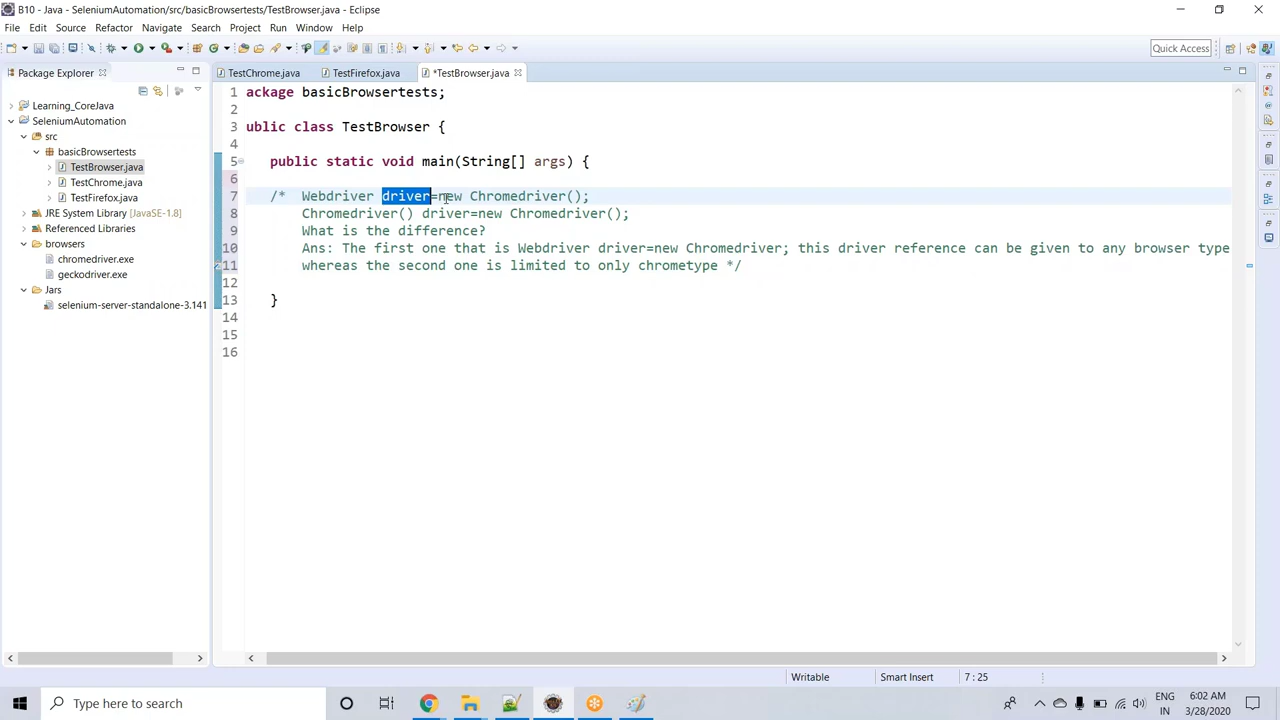 B10 - Java - SeleniumAutomation/src/basicBrowsertests/TestBrowser.java - Eclipse
File Edit Source Refactor Navigate Search Project Run Window Help
Quick Access
Package Explorer
TestChrome.java
TestFirefox.java
*TestBrowser.java
Learning_CoreJava
SeleniumAutomation
src
basicBrowsertests
TestBrowser.java
TestChrome.java
TestFirefox.java
JRE System Library [JavaSE-1.8]
Referenced Libraries
browsers
chromedriver.exe
geckodriver.exe
Jars
selenium-server-standalone-3.141
1 ackage basicBrowsertests;
2
3 ublic class TestBrowser {
4
5 public static void main(String[] args) {
6
7 /* Webdriver driver=new Chromedriver();
8 Chromedriver() driver=new Chromedriver();
9 What is the difference?
10 Ans: The first one that is Webdriver driver=new Chromedriver; this driver reference can be given to any browser type
11 whereas the second one is limited to only chrometype */
12
13 }
14
15
16
Writable Smart Insert 7 : 25
Type here to search
ENG
IN
6:02 AM
3/28/2020